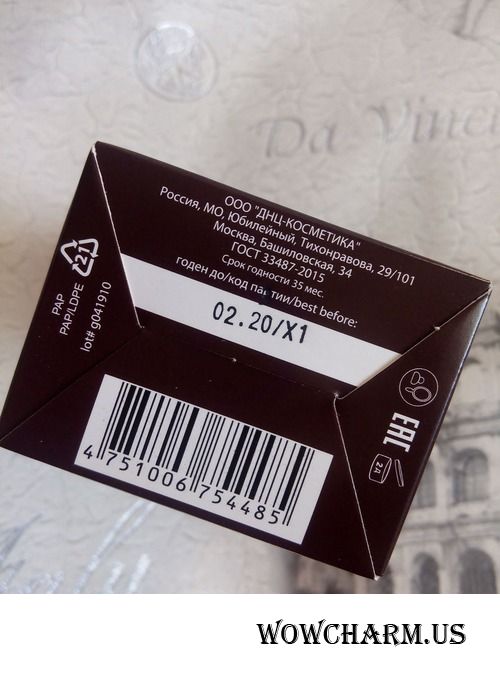 Da Vinci
ООО "ДНЦ-КОСМЕТИКА"
Россия, МО, Юбилейный, Тихонравова, 29/101
Москва, Башиловская, 34
ГОСТ 33487-2015
Срок годности 35 мес.
годен до/код партии/best before:
02.20/X1
21
PAP
PAP/LDPE
lot# g041910
EAC
2 Д
4 751006 754485
WOWCHARM.US